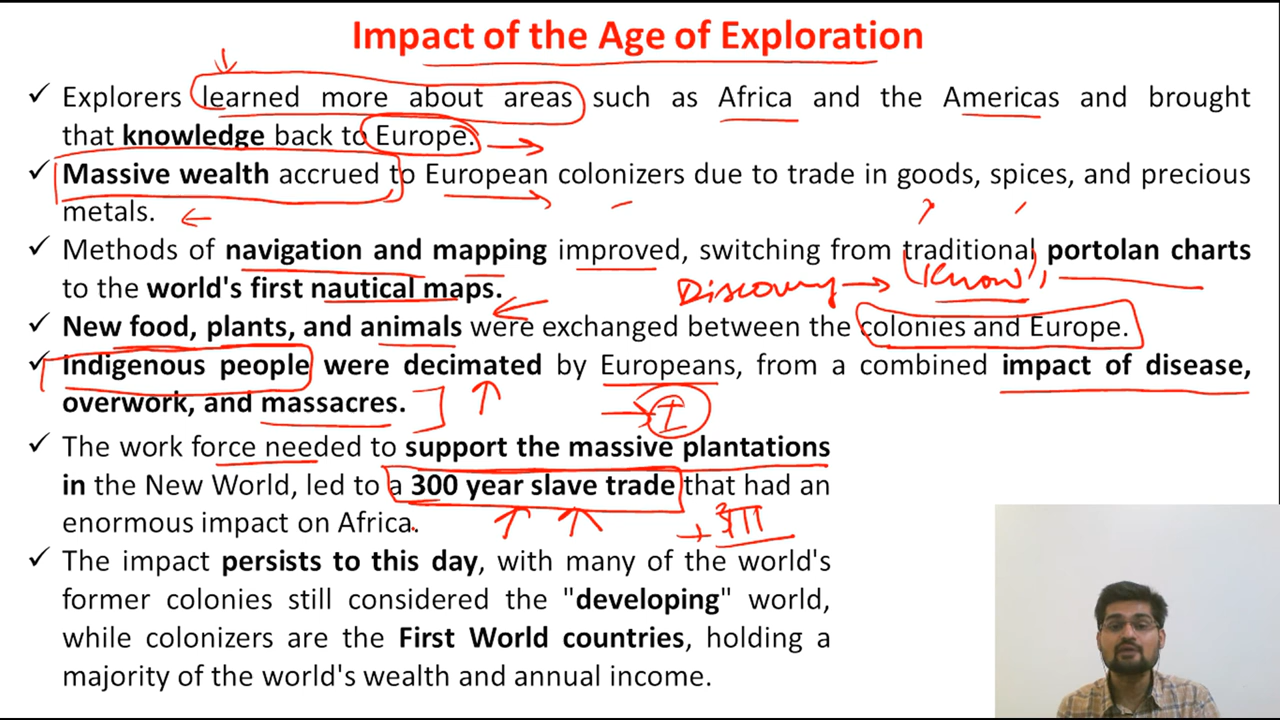 Impact of the Age of Exploration
✓ Explorers learned more about areas such as Africa and the Americas and brought
that knowledge back to Europe.
✓ Massive wealth accrued to European colonizers due to trade in goods, spices, and precious
metals.
✓ Methods of navigation and mapping improved, switching from traditional portolan charts
to the world's first nautical maps.
Discovery → (Know)
✓ New food, plants, and animals were exchanged between the colonies and Europe.
✓ Indigenous people were decimated by Europeans, from a combined impact of disease,
overwork, and massacres.
I
✓ The work force needed to support the massive plantations
in the New World, led to a 300 year slave trade that had an
enormous impact on Africa.
✓ The impact persists to this day, with many of the world's
former colonies still considered the "developing" world,
while colonizers are the First World countries, holding a
majority of the world's wealth and annual income.